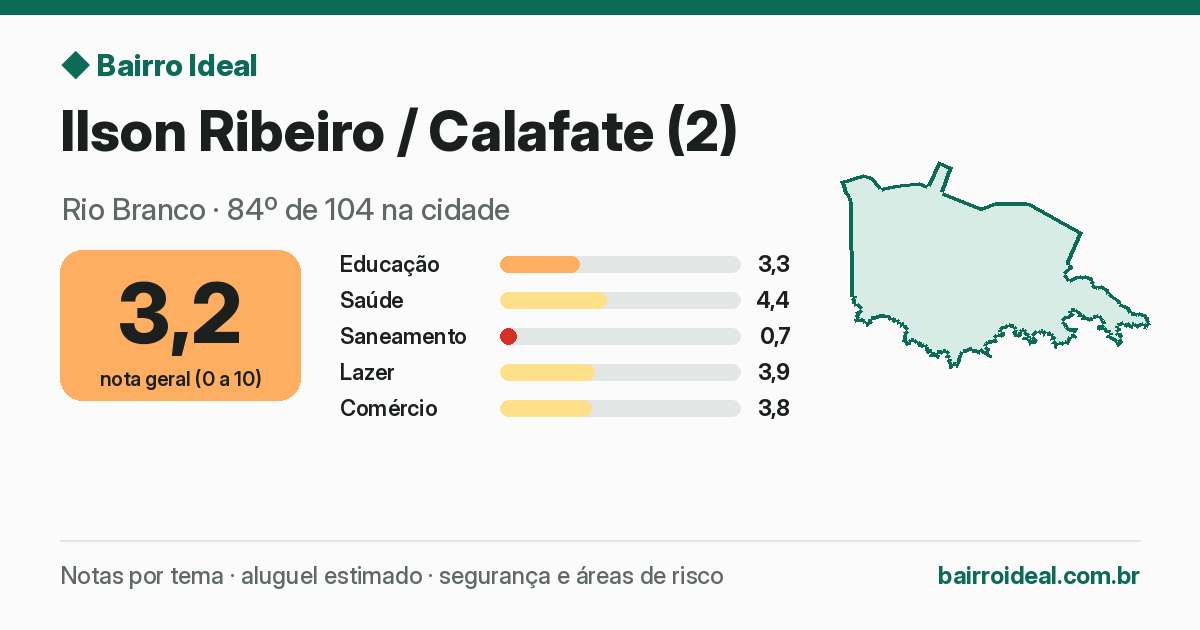 Bairro Ideal
Ilson Ribeiro / Calafate (2)
Rio Branco · 84º de 104 na cidade
3,2
nota geral (0 a 10)
Educação 3,3
Saúde 4,4
Saneamento 0,7
Lazer 3,9
Comércio 3,8
Notas por tema · aluguel estimado · segurança e áreas de risco
bairroideal.com.br